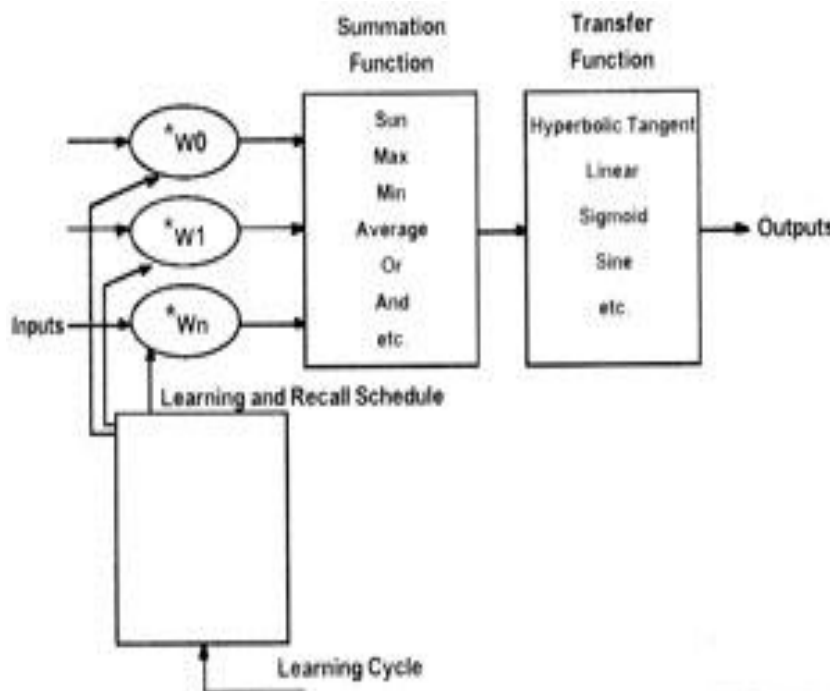 Summation
Function
Transfer
Function
*W0
*W1
Inputs
*Wn
Sun
Max
Min
Average
Or
And
etc.
Hyperbolic Tangent
Linear
Sigmoid
Sine
etc.
Outputs
Learning and Recall Schedule
Learning Cycle